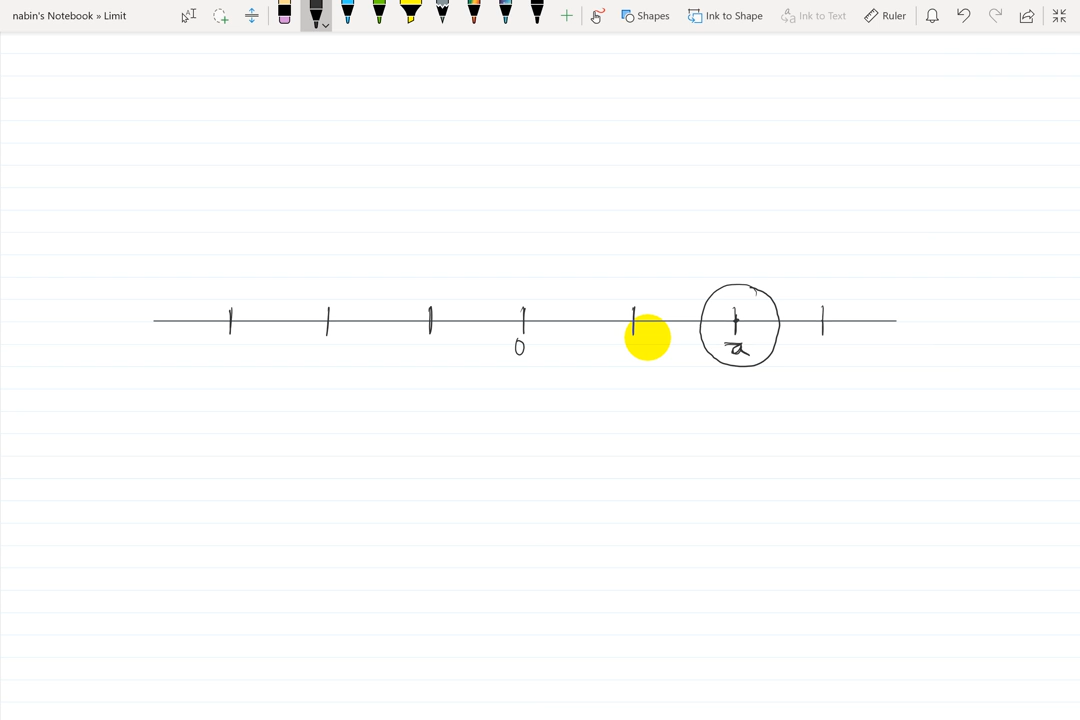 nabin's Notebook » Limit
Shapes
Ink to Shape
Ink to Text
Ruler
0
a